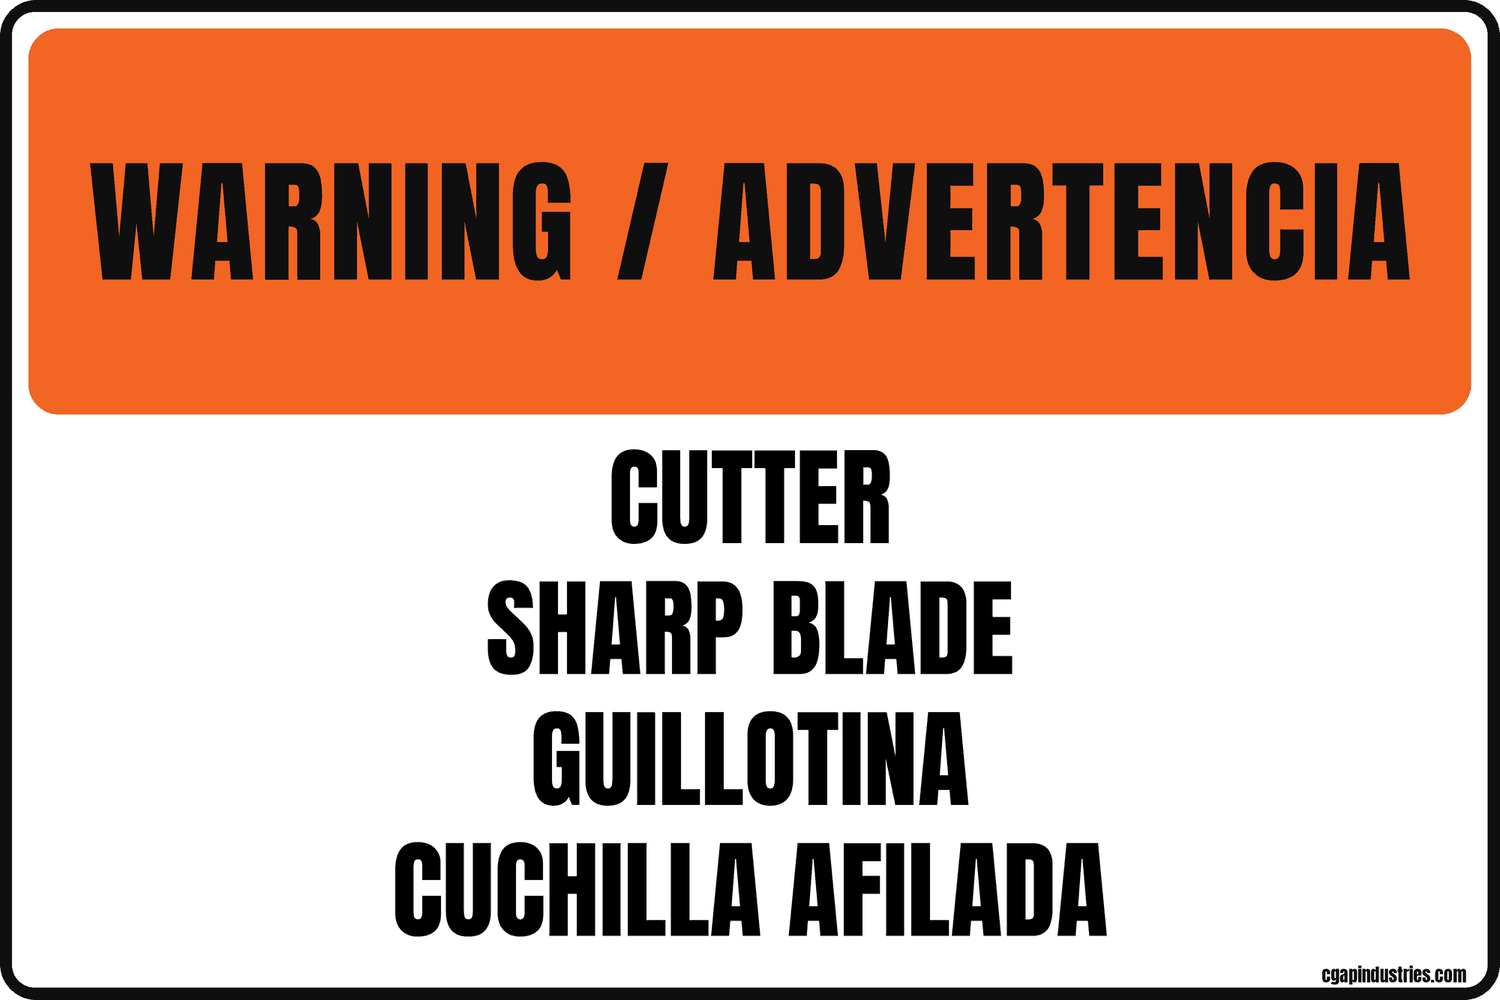 WARNING / ADVERTENCIA
CUTTER
SHARP BLADE
GUILLOTINA
CUCHILLA AFILADA
cgapindustries.com